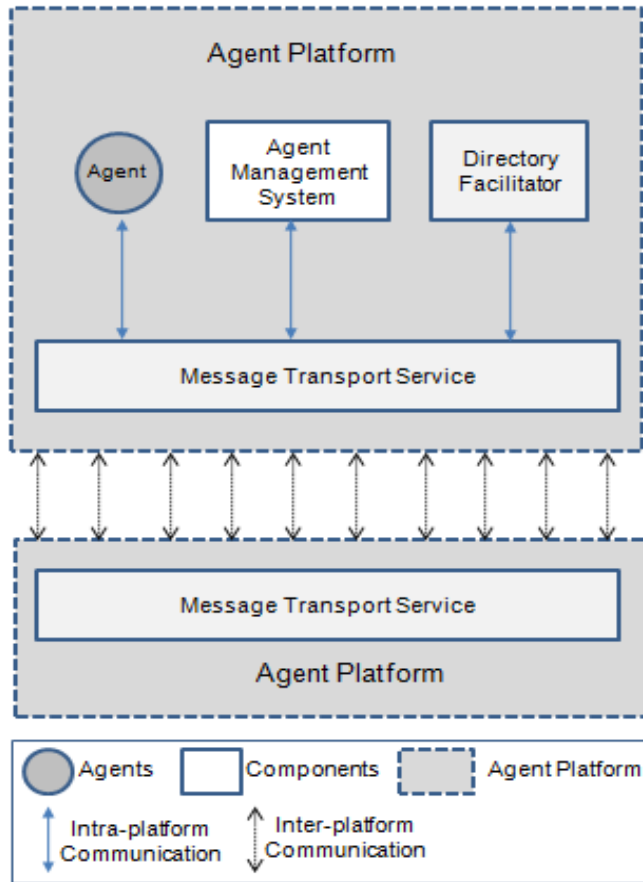 Agent Platform
Agent
Agent
Management
System
Directory
Facilitator
Message Transport Service
Message Transport Service
Agent Platform
Agents
Components
Agent Platform
Intra-platform
Communication
Inter-platform
Communication